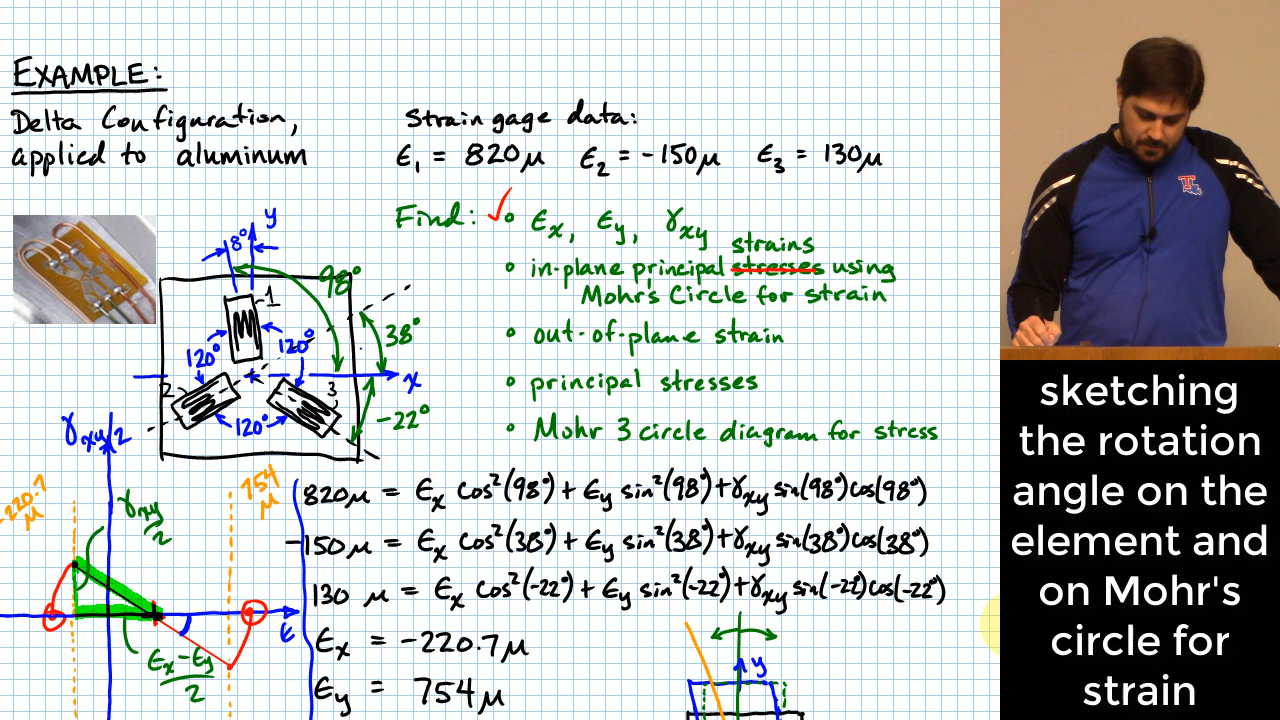 EXAMPLE:
Delta Configuration,
applied to aluminum
Strain gage data:
ϵ₁ = 820μ ϵ₂ = -150μ ϵ₃ = 130μ
Find: ✓ • ϵx, ϵy, γxy
strains
• in-plane principal stresses using
Mohr's Circle for strain
• out-of-plane strain
• principal stresses
• Mohr 3 circle diagram for stress
y
8°
98°
1
38°
120°
120°
x
2
3
120°
-22°
γxy/2
-220.7
μ
754
μ
γxy/2
ϵ
ϵx-ϵy/2
820μ = ϵx cos²(98°) + ϵy sin²(98°) + γxy sin(98°)cos(98°)
-150μ = ϵx cos²(38°) + ϵy sin²(38°) + γxy sin(38°)cos(38°)
130 μ = ϵx cos²(-22°) + ϵy sin²(-22°) + γxy sin(-22°)cos(-22°)
ϵx = -220.7μ
ϵy = 754μ
y
T
sketching
the rotation
angle on the
element and
on Mohr's
circle for
strain